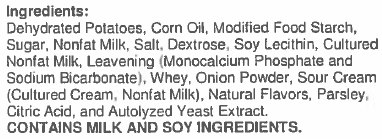 Ingredients:
Dehydrated Potatoes, Corn Oil, Modified Food Starch,
Sugar, Nonfat Milk, Salt, Dextrose, Soy Lecithin, Cultured
Nonfat Milk, Leavening (Monocalcium Phosphate and
Sodium Bicarbonate), Whey, Onion Powder, Sour Cream
(Cultured Cream, Nonfat Milk), Natural Flavors, Parsley,
Citric Acid, and Autolyzed Yeast Extract.
CONTAINS MILK AND SOY INGREDIENTS.